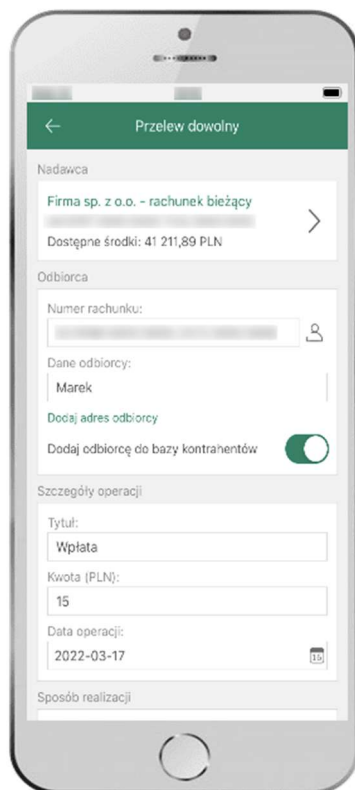 Przelew dowolny
Nadawca
Firma sp. z o.o. - rachunek bieżący
Dostępne środki: 41 211,89 PLN
Odbiorca
Numer rachunku:
Dane odbiorcy:
Marek
Dodaj adres odbiorcy
Dodaj odbiorcę do bazy kontrahentów
Szczegóły operacji
Tytuł:
Wpłata
Kwota (PLN):
15
Data operacji:
2022-03-17
15
Sposób realizacji